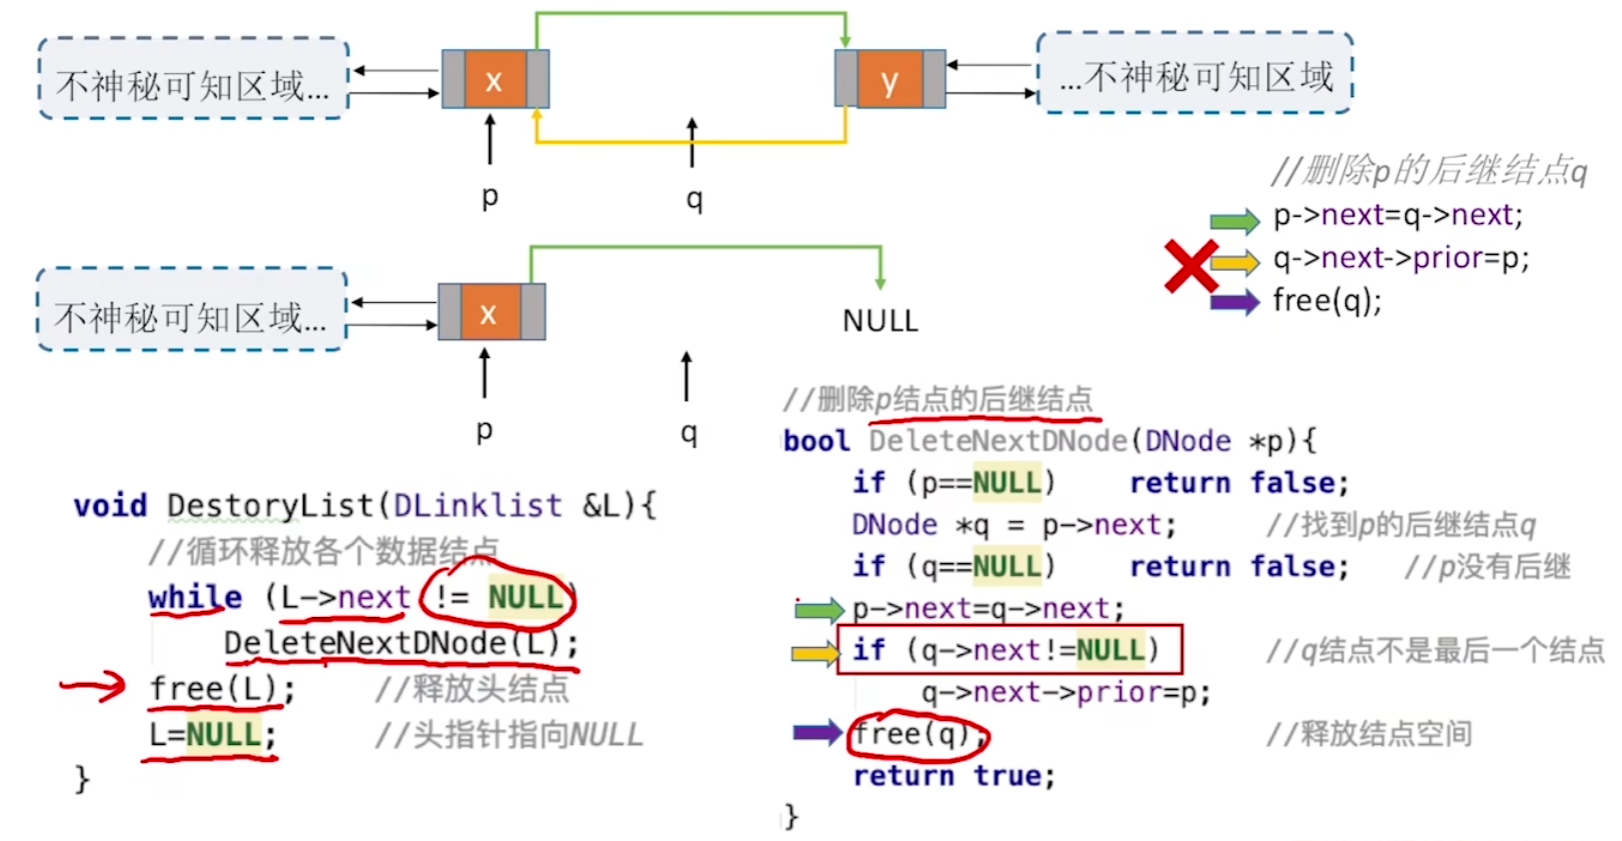 不神秘可知区域...
x
y
...不神秘可知区域
p
q
//删除p的后继结点q
p->next=q->next;
q->next->prior=p;
free(q);
不神秘可知区域...
x
NULL
p
q
void DestoryList(DLinklist &L){
//循环释放各个数据结点
while (L->next != NULL)
DeleteNextDNode(L);
free(L); //释放头结点
L=NULL; //头指针指向NULL
}
//删除p结点的后继结点
bool DeleteNextDNode(DNode *p){
if (p==NULL) return false;
DNode *q = p->next; //找到p的后继结点q
if (q==NULL) return false; //p没有后继
p->next=q->next;
if (q->next!=NULL) //q结点不是最后一个结点
q->next->prior=p;
free(q); //释放结点空间
return true;
}